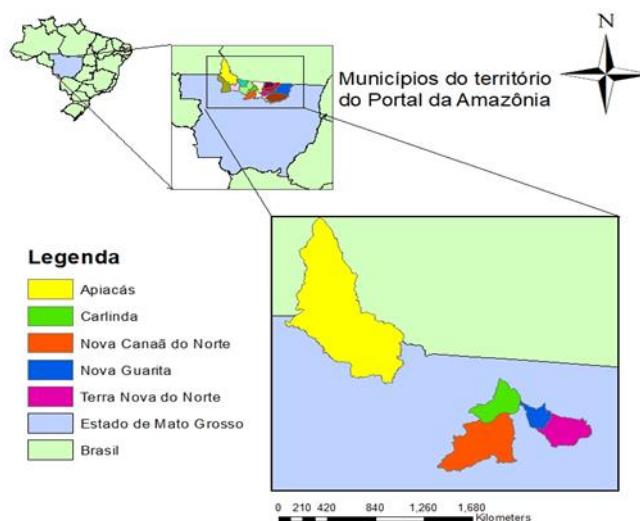 N
Municípios do território
do Portal da Amazônia
Legenda
Apiacás
Carlinda
Nova Canaã do Norte
Nova Guarita
Terra Nova do Norte
Estado de Mato Grosso
Brasil
0 210 420 840 1,260 1,680
Kilometers